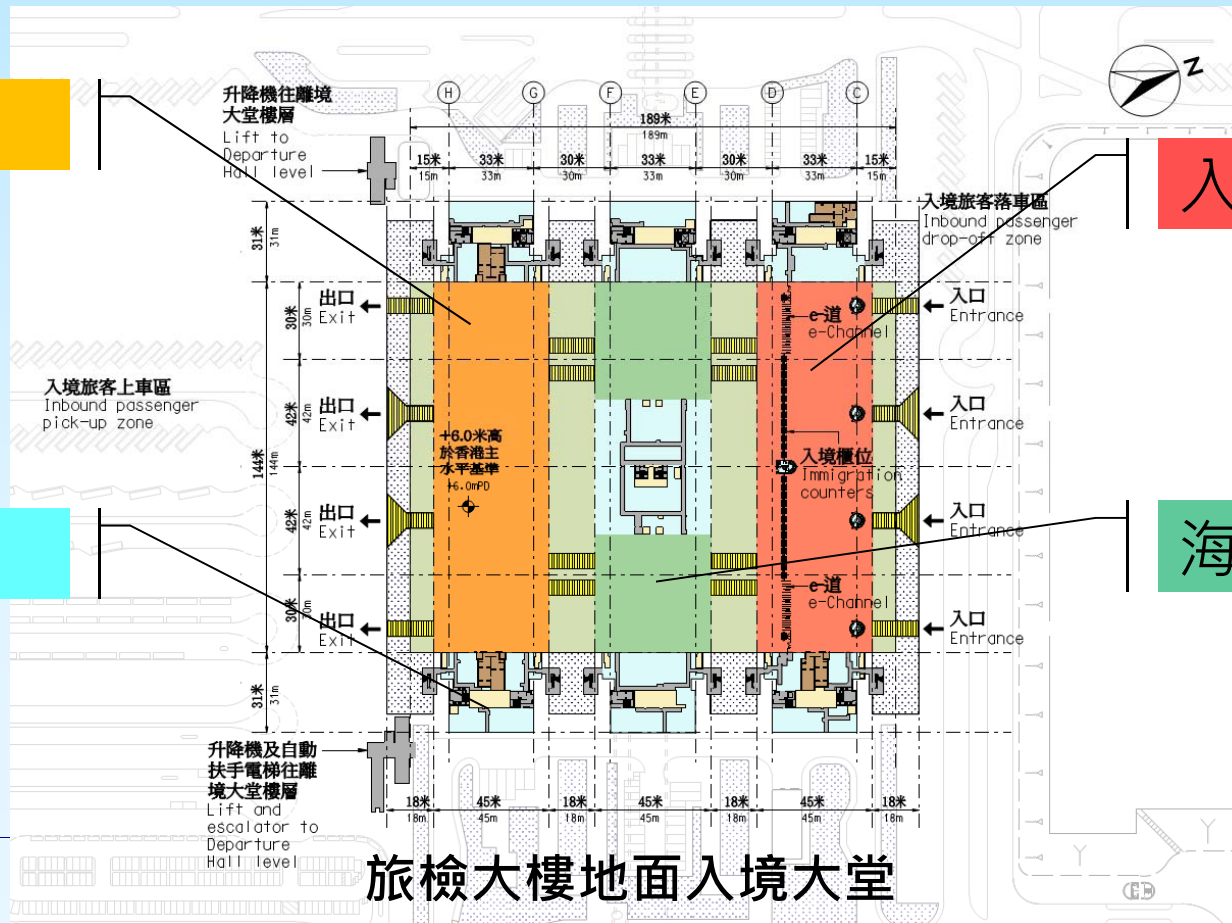 升降機往離境
大堂樓層
Lift to
Departure
Hall level
H
G
F
E
D
C
N
189米
189m
15米
33米
30米
33米
30米
33米
15米
15m
33m
30m
33m
30m
33m
15m
入
入境旅客落車區
Inbound passenger
drop-off zone
31米
31m
30米
30m
42米
42m
144米
144m
42米
42m
30米
30m
31米
31m
出口
Exit
出口
Exit
出口
Exit
出口
Exit
入境旅客上車區
Inbound passenger
pick-up zone
+6.0米高
於香港主
水平基準
+6.0mPD
e-道
e-Channel
入境櫃位
Immigration
counters
e-道
e-Channel
入口
Entrance
入口
Entrance
入口
Entrance
入口
Entrance
海
升降機及自動
扶手電梯往離
境大堂樓層
Lift and
escalator to
Departure
Hall level
18米
45米
18米
45米
18米
45米
18米
18m
45m
18m
45m
18m
45m
18m
旅檢大樓地面入境大堂